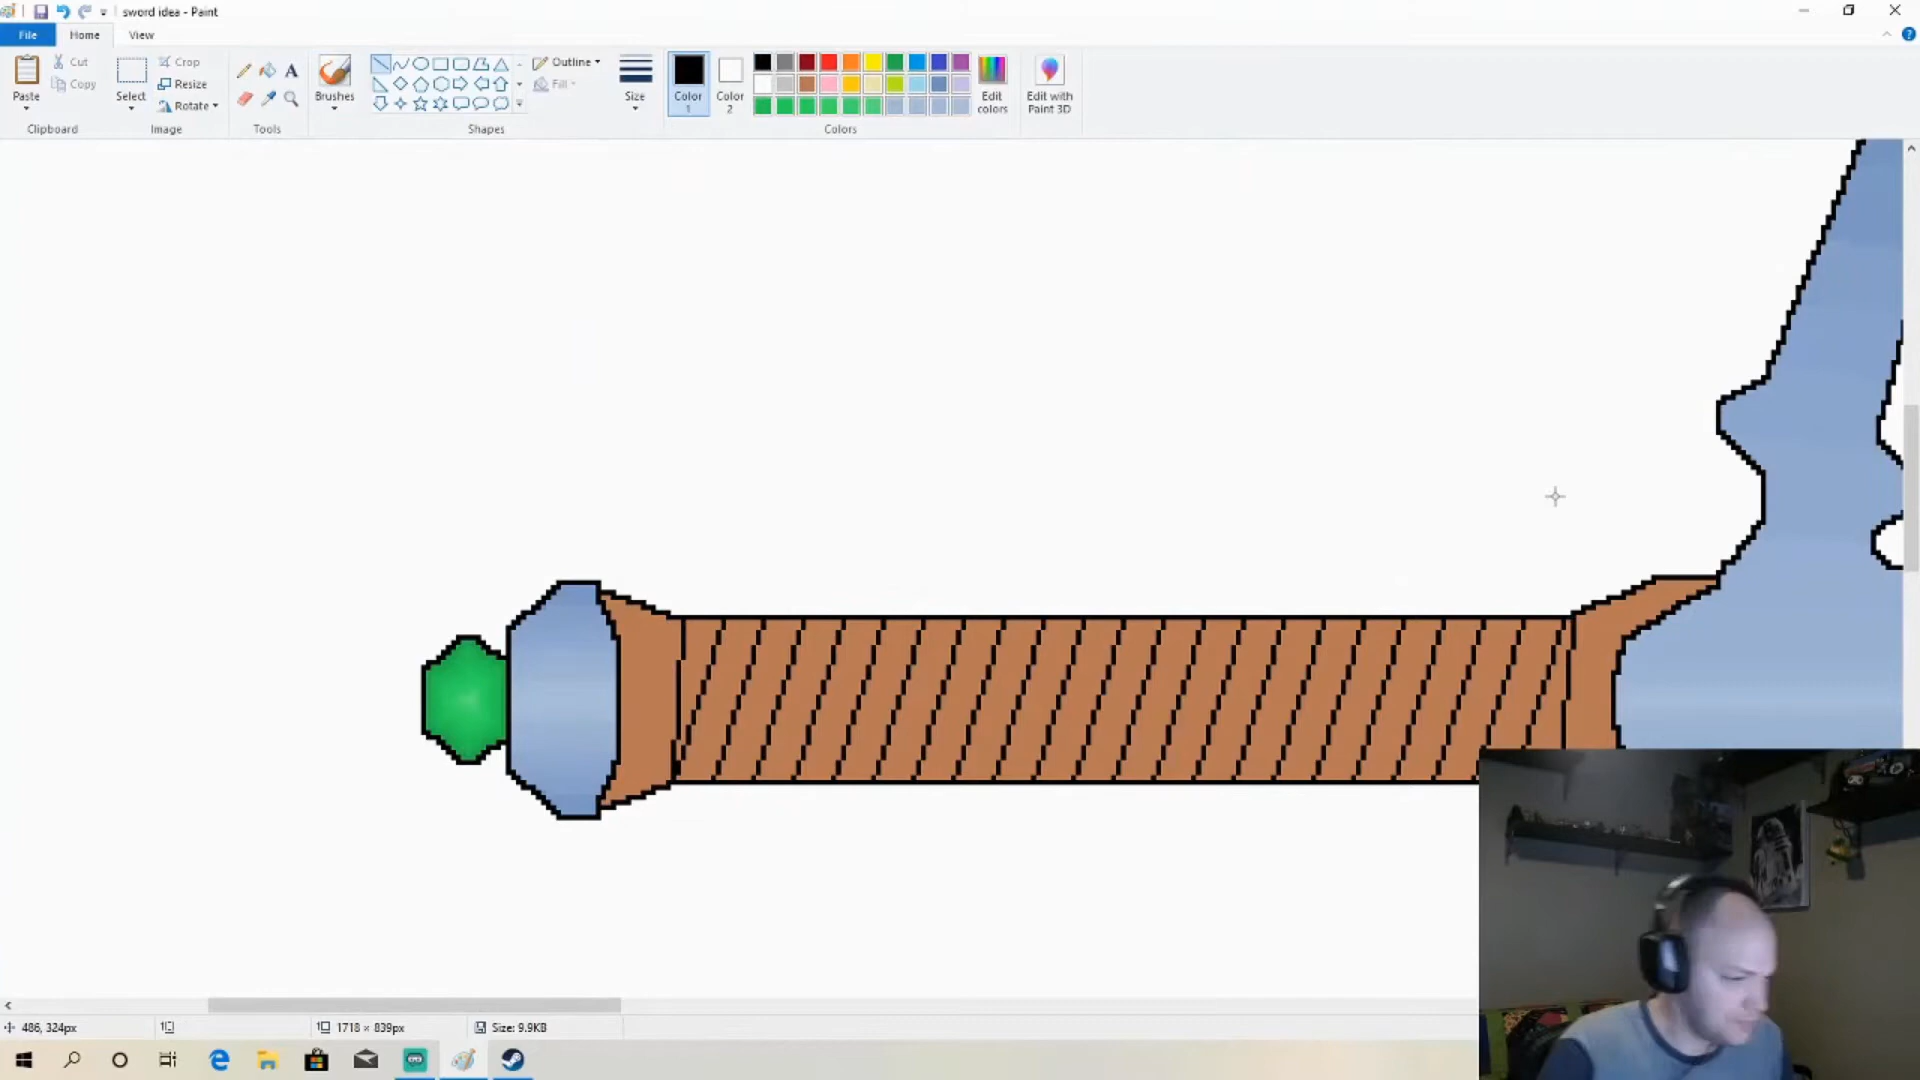 sword idea - Paint
File Home View
Paste
Cut
Copy
Clipboard
Select
Crop
Resize
Rotate
Image
A
Tools
Brushes
Outline
Fill
Shapes
Size
Color 1
Color 2
Edit colors
Colors
Edit with Paint 3D
486, 324px
1718 × 839px
Size: 9.9KB